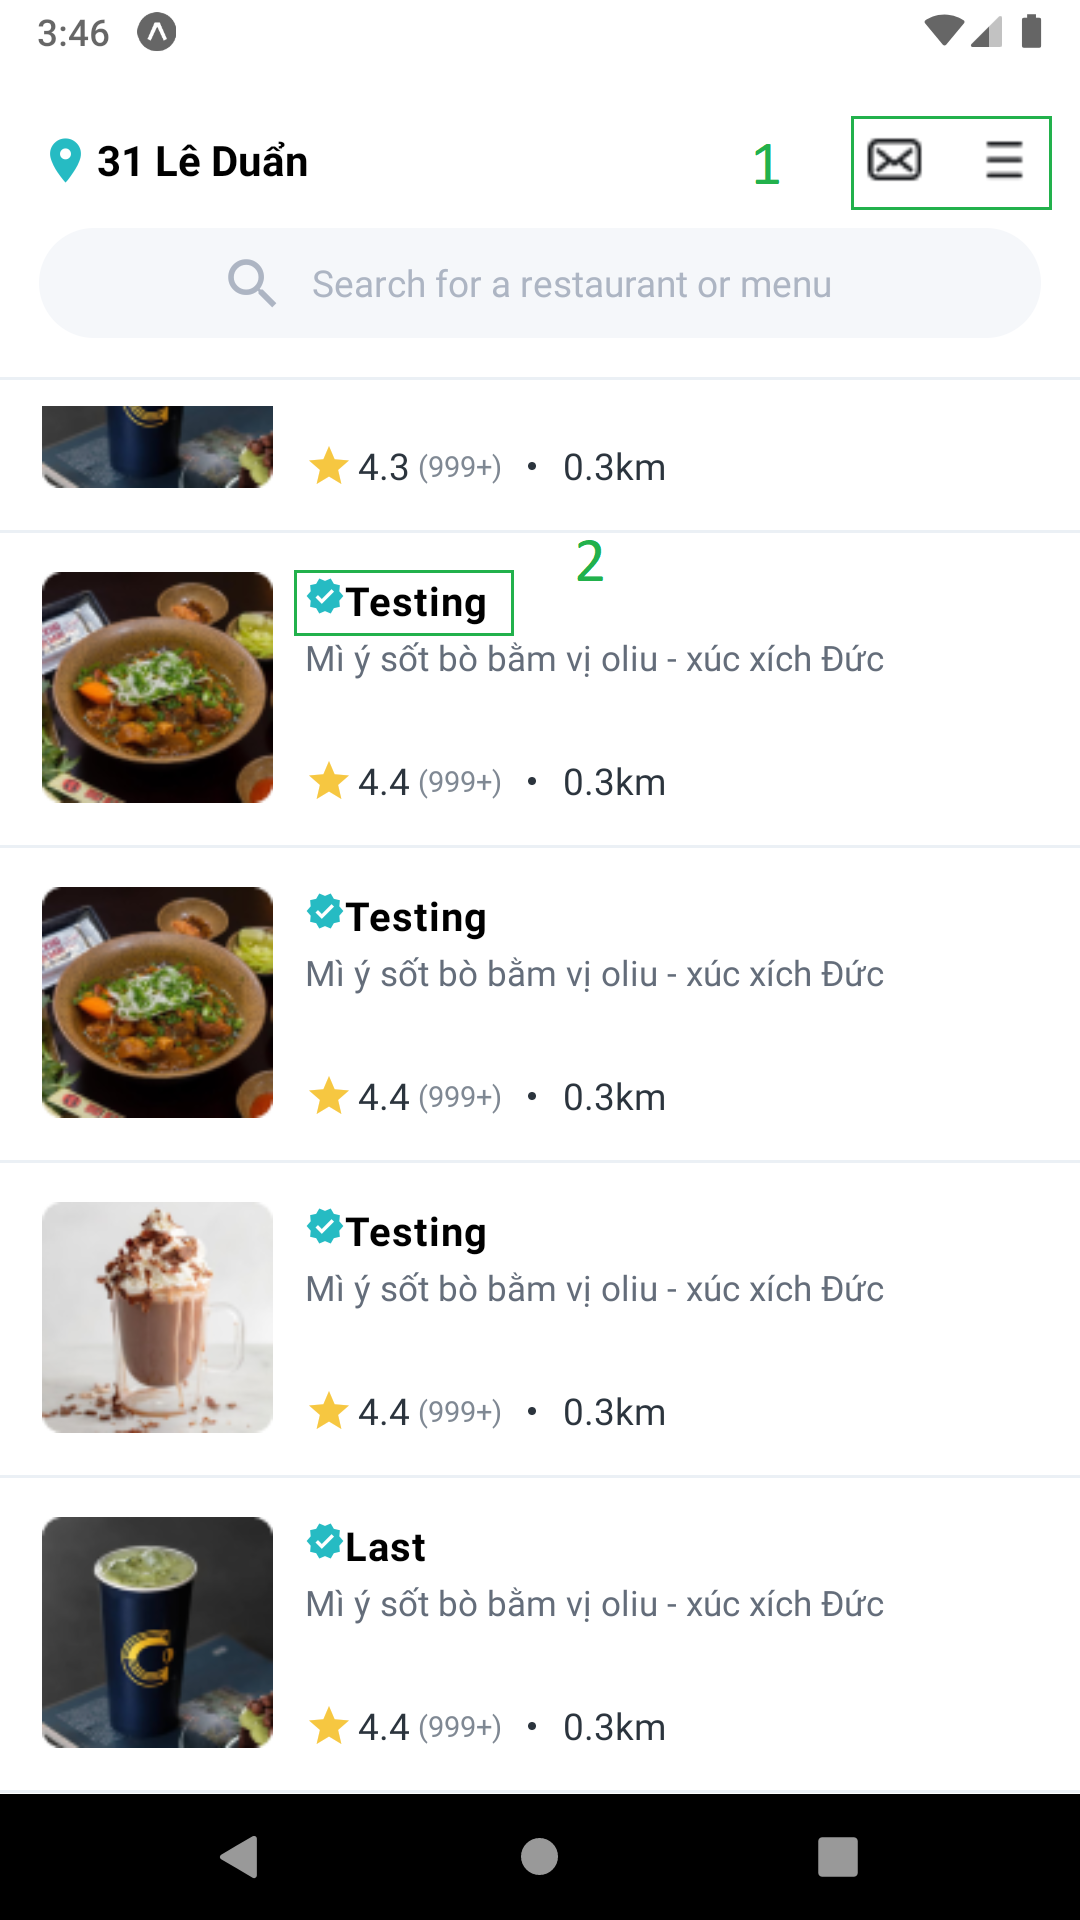 3:46
31 Lê Duẩn
1
Search for a restaurant or menu
4.3 (999+) • 0.3km
2
Testing
Mì ý sốt bò bằm vị oliu - xúc xích Đức
4.4 (999+) • 0.3km
Testing
Mì ý sốt bò bằm vị oliu - xúc xích Đức
4.4 (999+) • 0.3km
Testing
Mì ý sốt bò bằm vị oliu - xúc xích Đức
4.4 (999+) • 0.3km
Last
Mì ý sốt bò bằm vị oliu - xúc xích Đức
4.4 (999+) • 0.3km